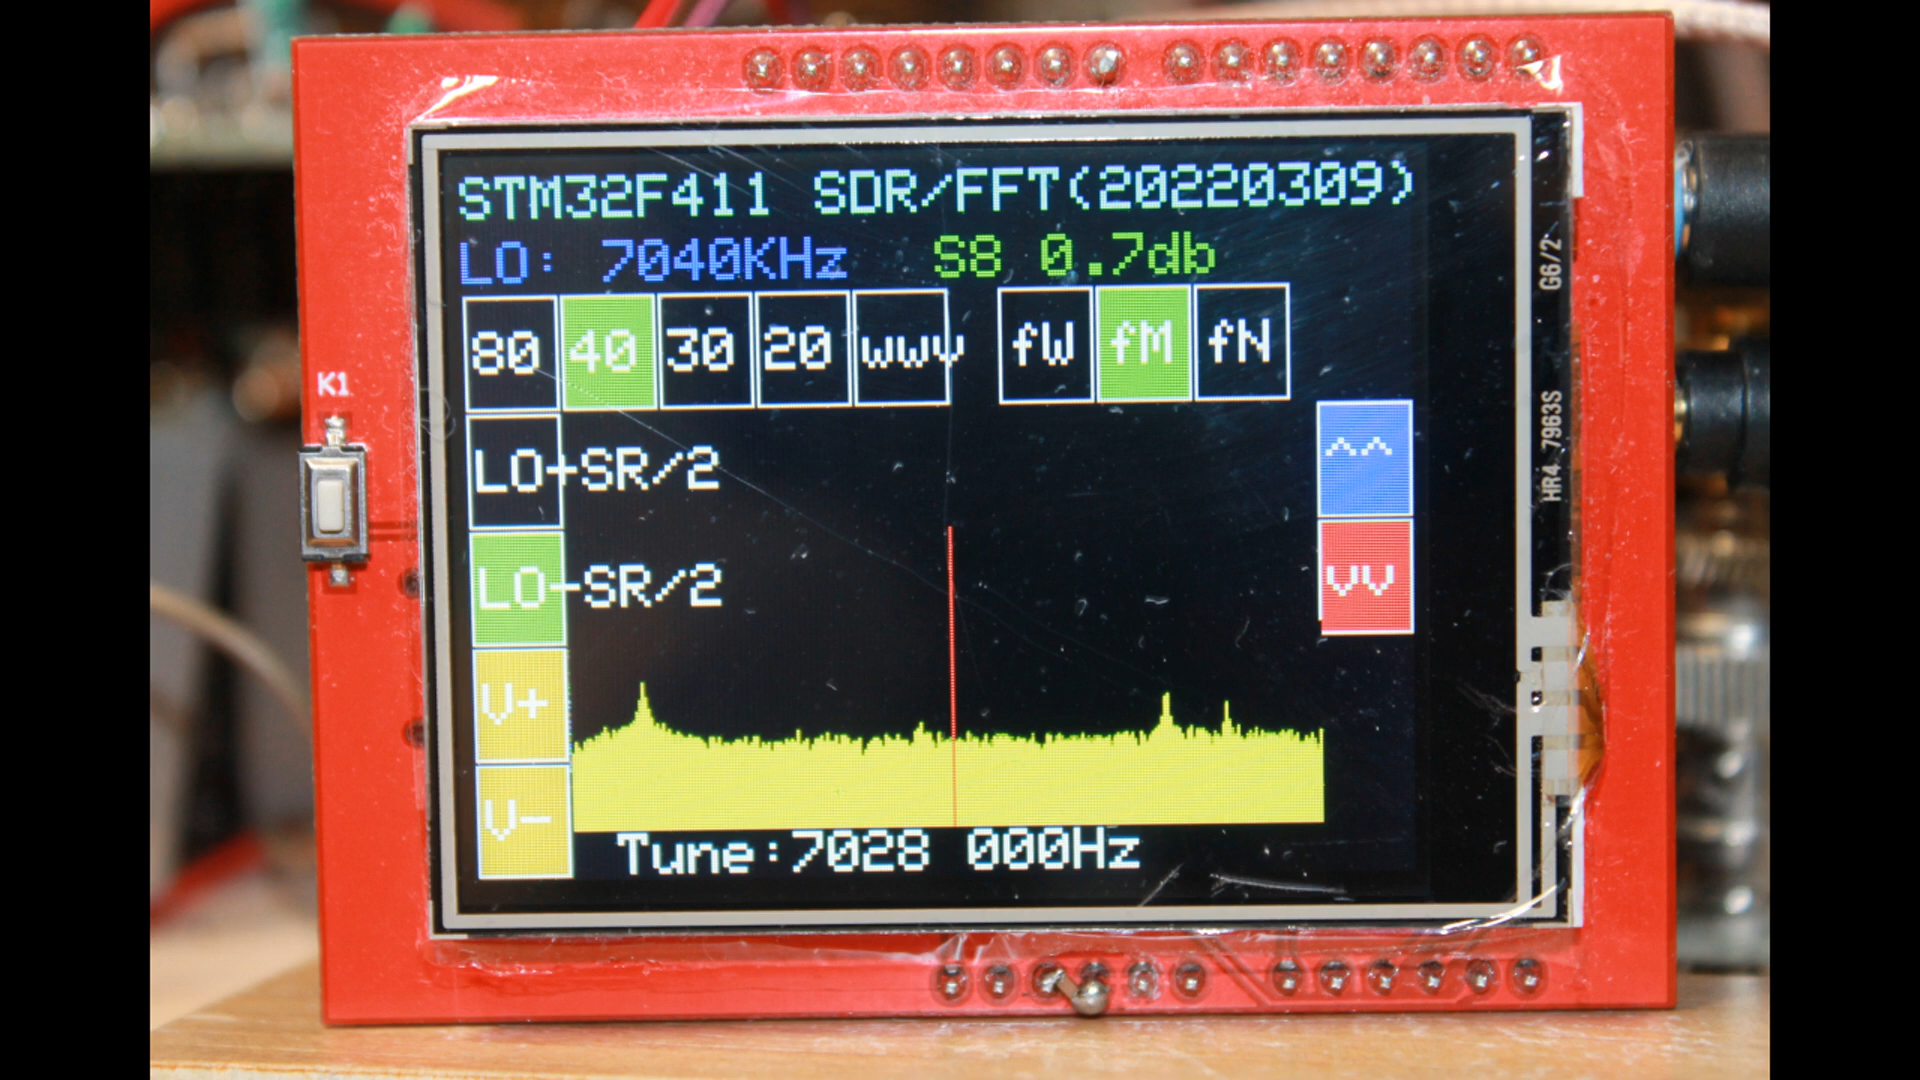 STM32F411 SDR/FFT(20220309)
LO: 7040KHz S8 0.7db
80 40 30 20 wwv fW fM fN
K1
LO+SR/2
^^
LO-SR/2
vv
V+
V-
Tune:7028 000Hz
G6/2
HR4 7963S